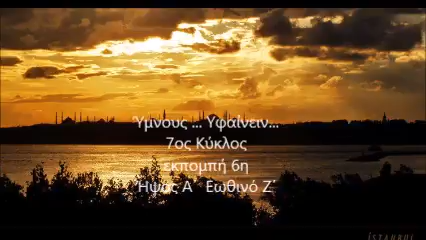 Ύμνους ... Υφαίνειν...
7ος Κύκλος
εκπομπή 6η
Ήχος Α΄ Εωθινό Ζ΄
ISTANBUL